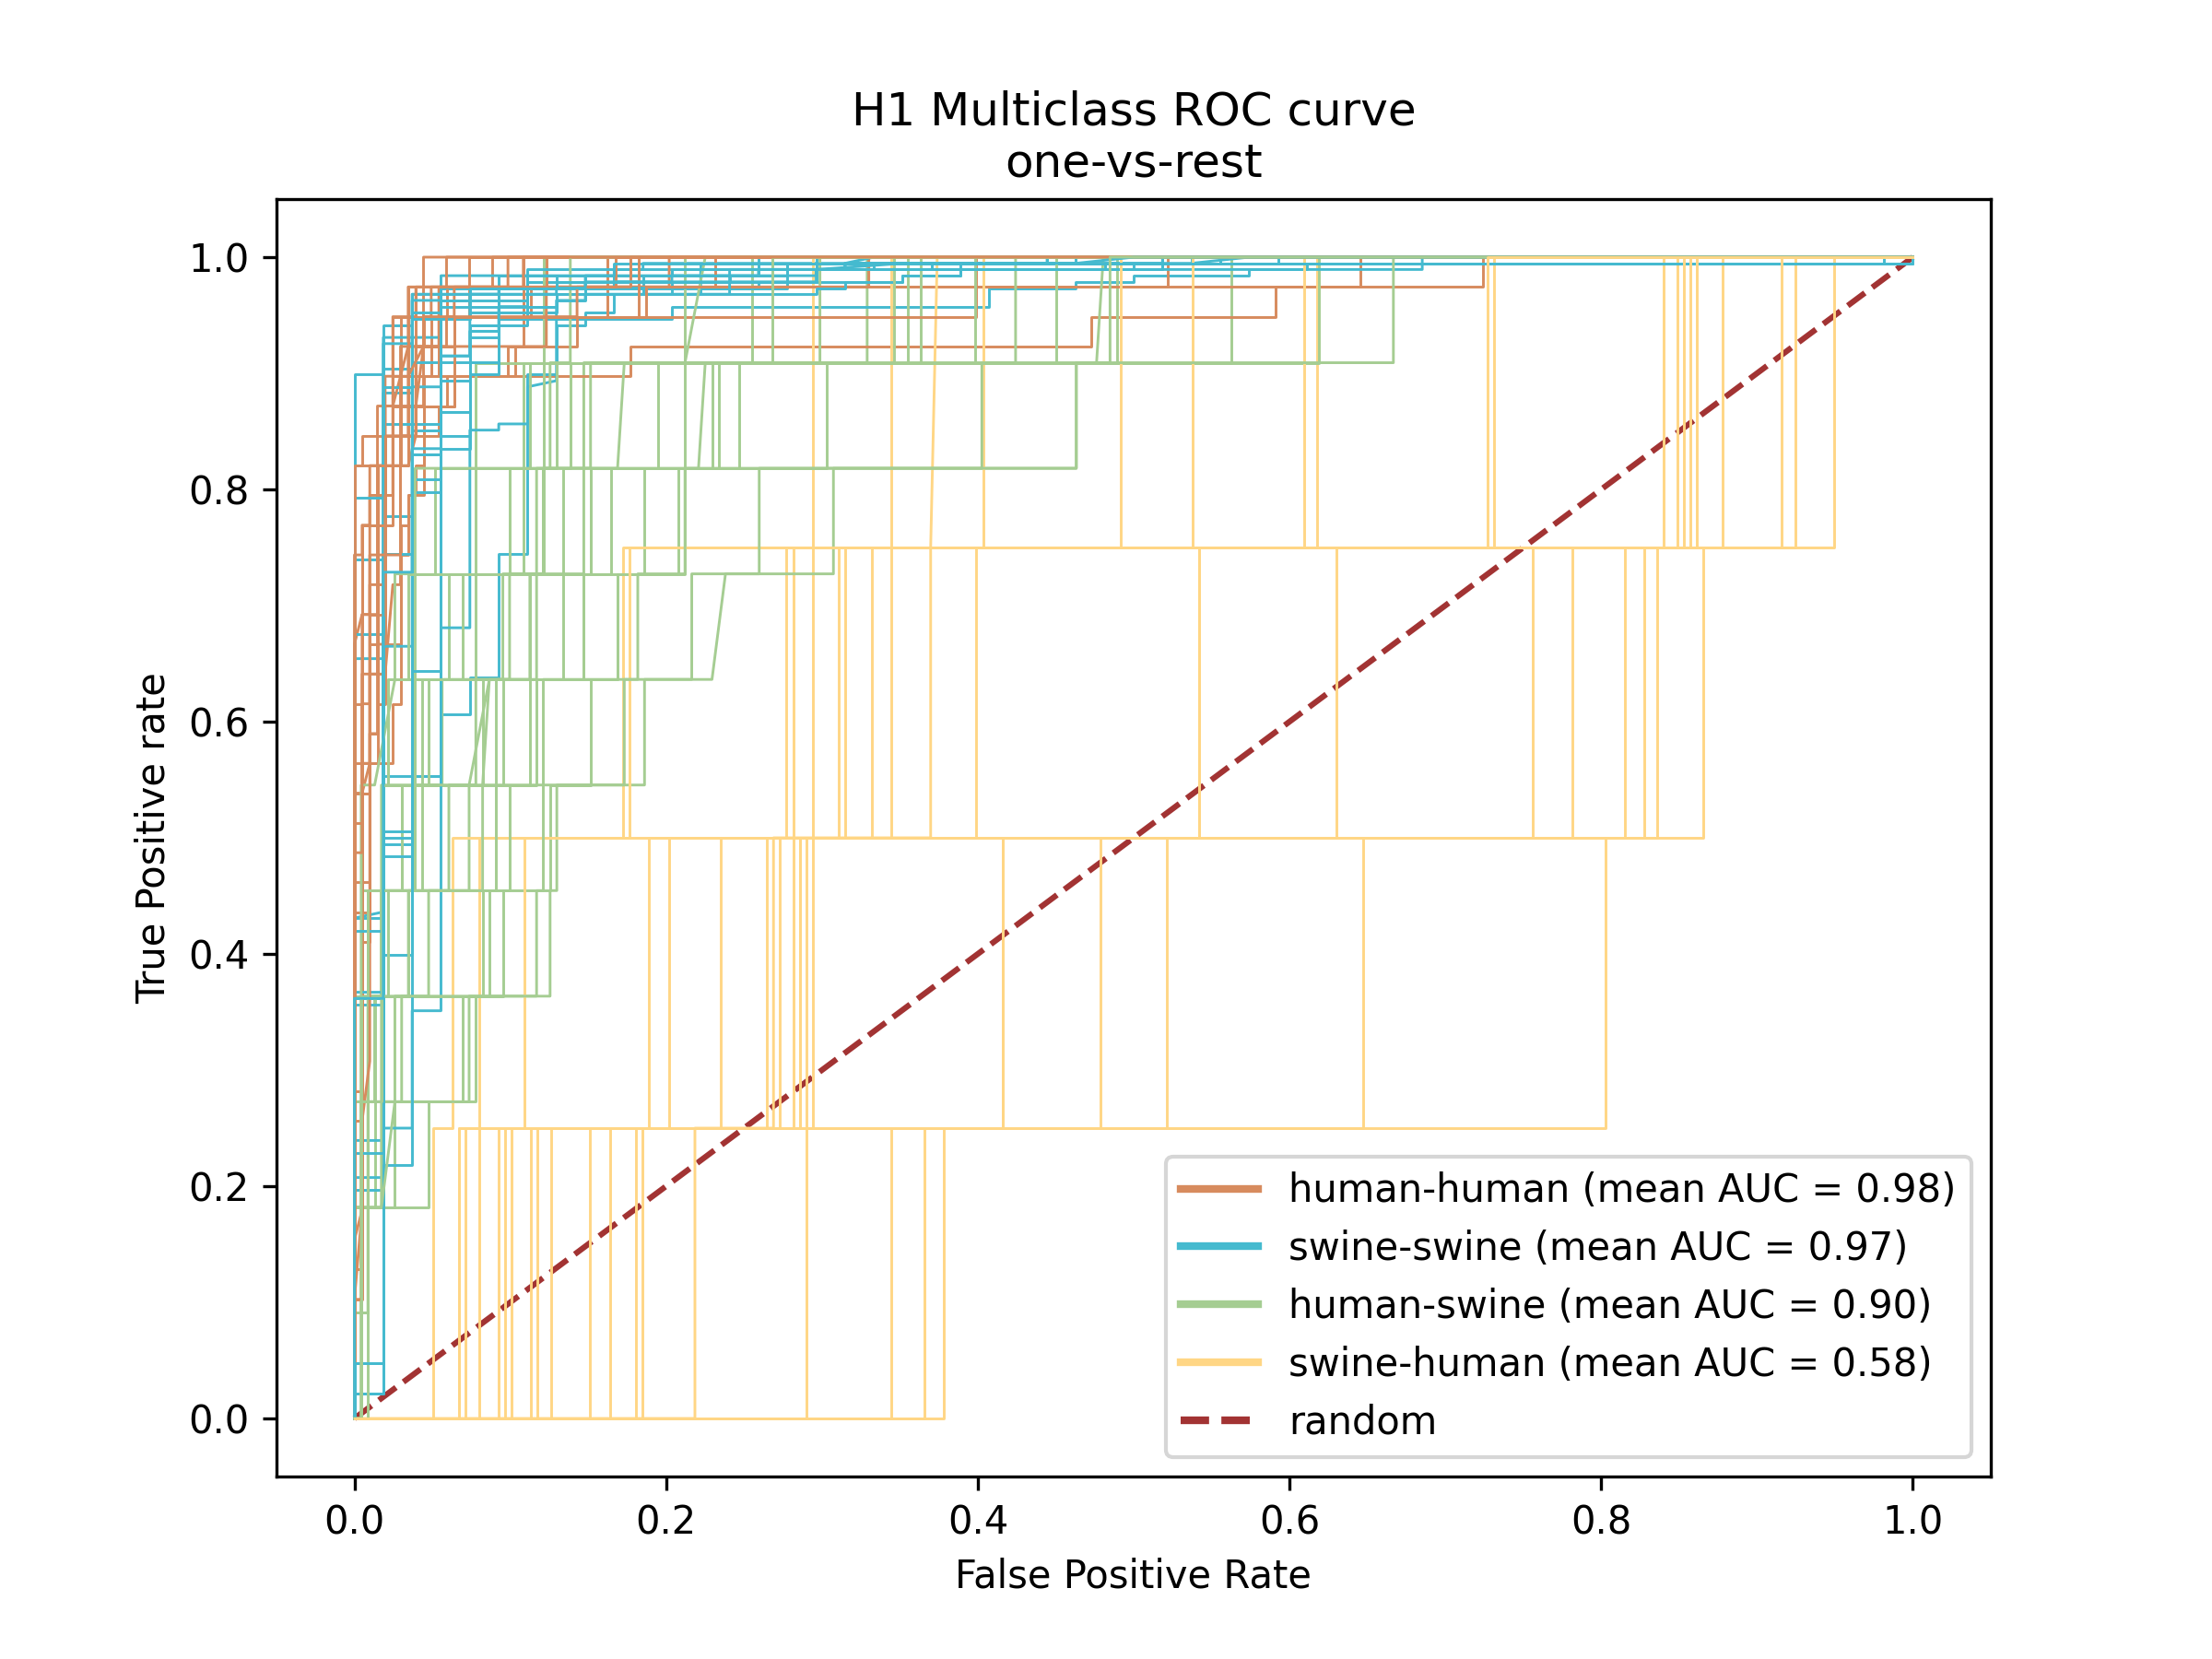 H1 Multiclass ROC curve
one-vs-rest
True Positive rate
1.0
0.8
0.6
0.4
0.2
0.0
human-human (mean AUC = 0.98)
swine-swine (mean AUC = 0.97)
human-swine (mean AUC = 0.90)
swine-human (mean AUC = 0.58)
random
0.0 0.2 0.4 0.6 0.8 1.0
False Positive Rate